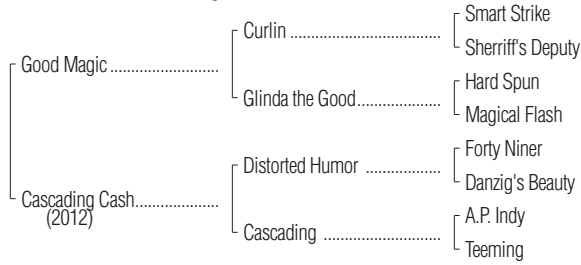 Smart Strike
Curlin
Sherriff's Deputy
Good Magic
Hard Spun
Glinda the Good
Magical Flash
Forty Niner
Distorted Humor
Danzig's Beauty
Cascading Cash
(2012)
A.P. Indy
Cascading
Teeming